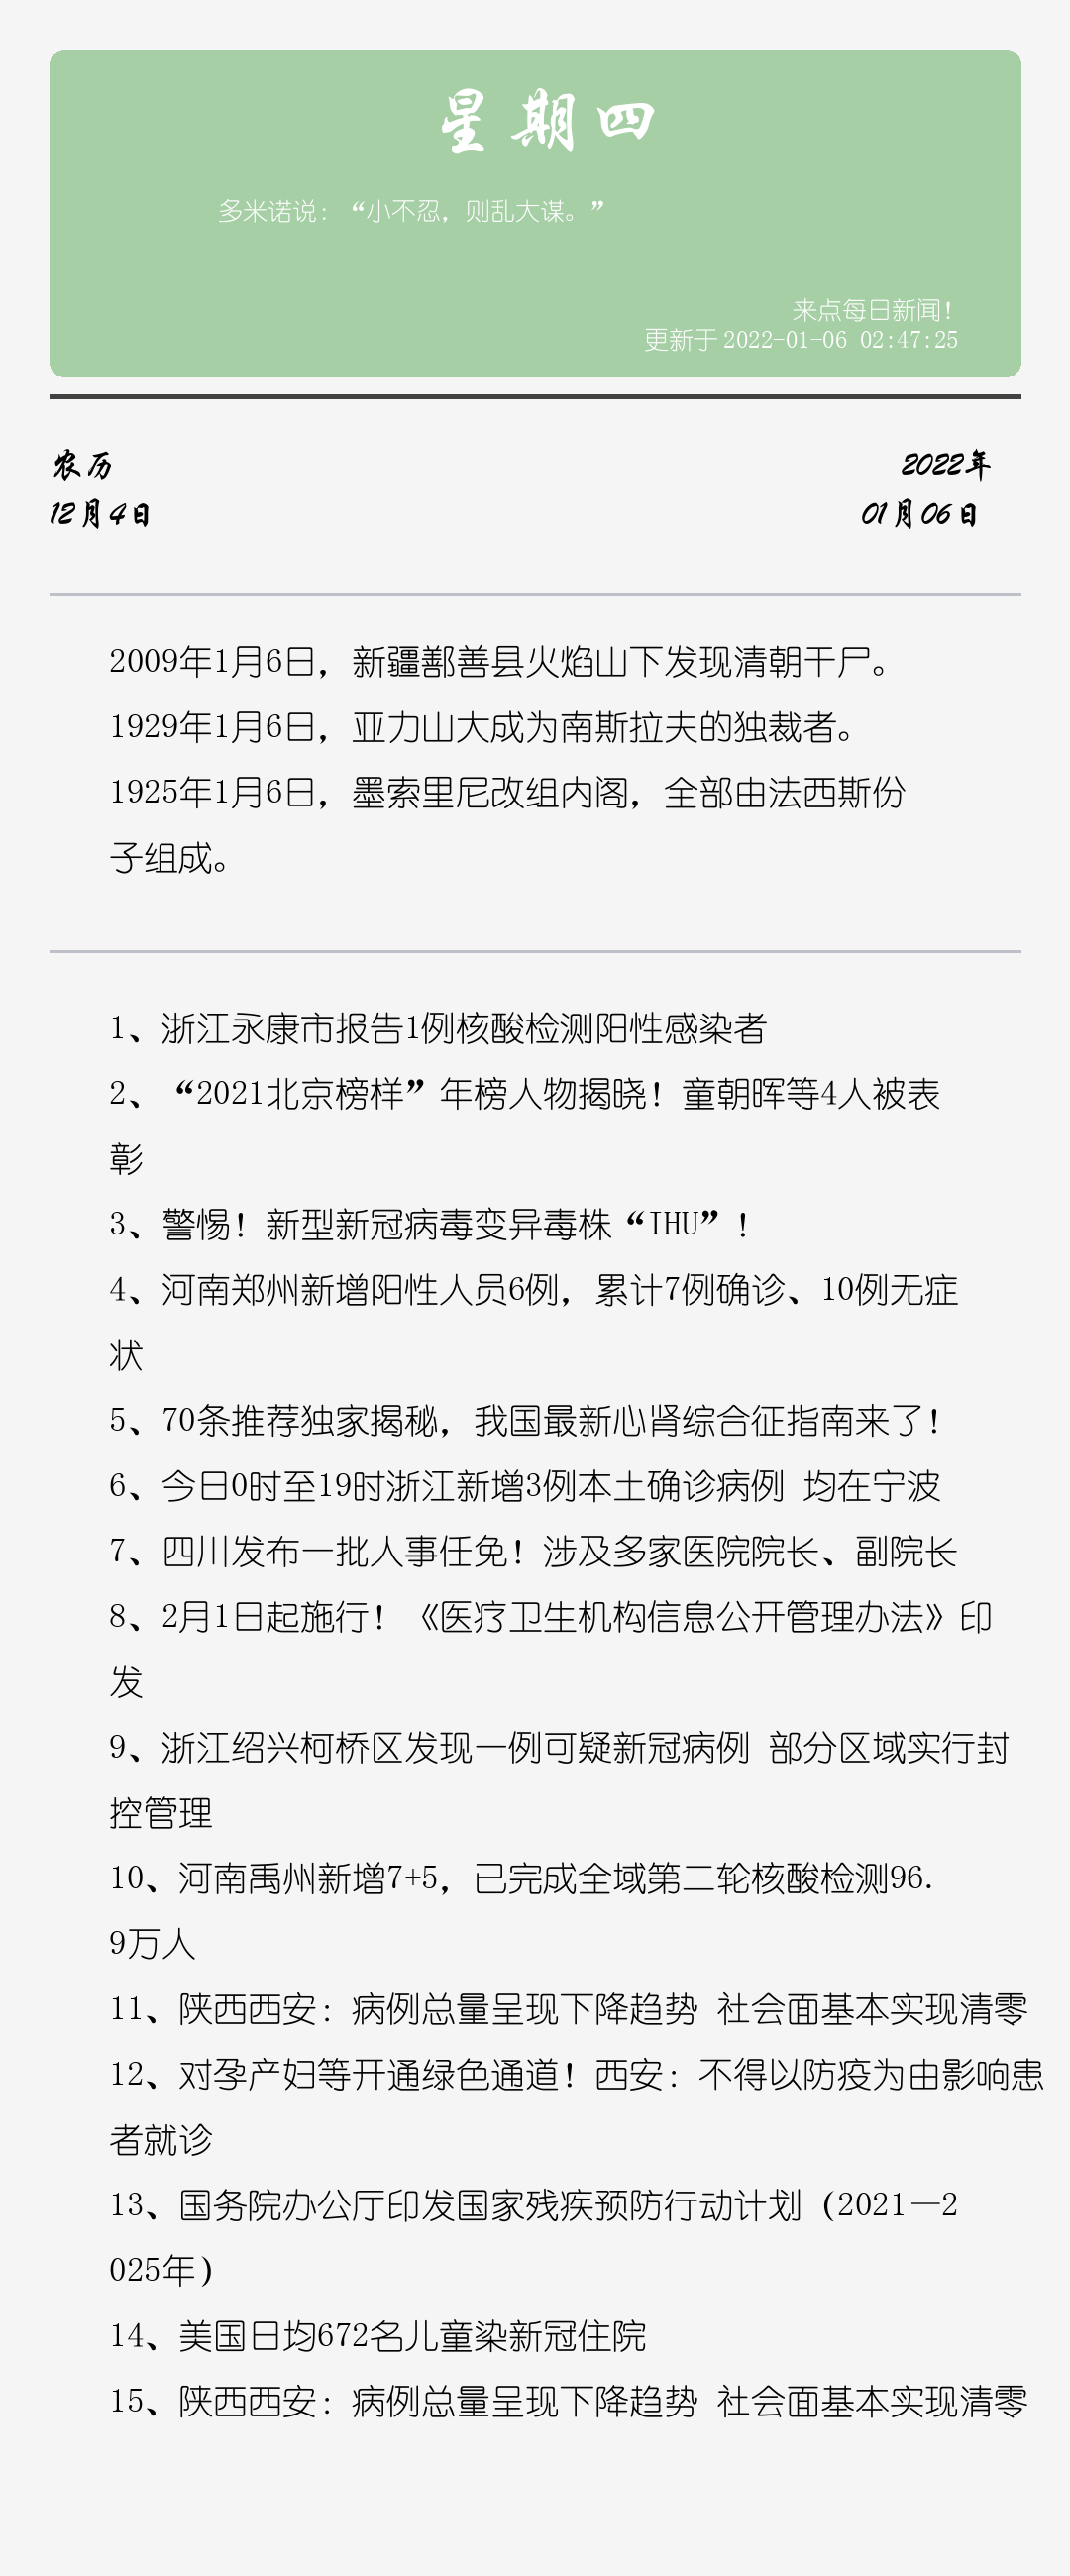 星期四
多米诺说：“小不忍，则乱大谋。”
来点每日新闻！
更新于 2022-01-06 02:47:25
农历
12月4日
2022年
01月06日
2009年1月6日，新疆鄯善县火焰山下发现清朝干尸。
1929年1月6日，亚力山大成为南斯拉夫的独裁者。
1925年1月6日，墨索里尼改组内阁，全部由法西斯份
子组成。
1、浙江永康市报告1例核酸检测阳性感染者
2、“2021北京榜样”年榜人物揭晓！童朝晖等4人被表
彰
3、警惕！新型新冠病毒变异毒株“IHU”！
4、河南郑州新增阳性人员6例，累计7例确诊、10例无症
状
5、70条推荐独家揭秘，我国最新心肾综合征指南来了！
6、今日0时至19时浙江新增3例本土确诊病例 均在宁波
7、四川发布一批人事任免！涉及多家医院院长、副院长
8、2月1日起施行！《医疗卫生机构信息公开管理办法》印
发
9、浙江绍兴柯桥区发现一例可疑新冠病例 部分区域实行封
控管理
10、河南禹州新增7+5，已完成全域第二轮核酸检测96.
9万人
11、陕西西安：病例总量呈现下降趋势 社会面基本实现清零
12、对孕产妇等开通绿色通道！西安：不得以防疫为由影响患
者就诊
13、国务院办公厅印发国家残疾预防行动计划（2021—2
025年）
14、美国日均672名儿童染新冠住院
15、陕西西安：病例总量呈现下降趋势 社会面基本实现清零